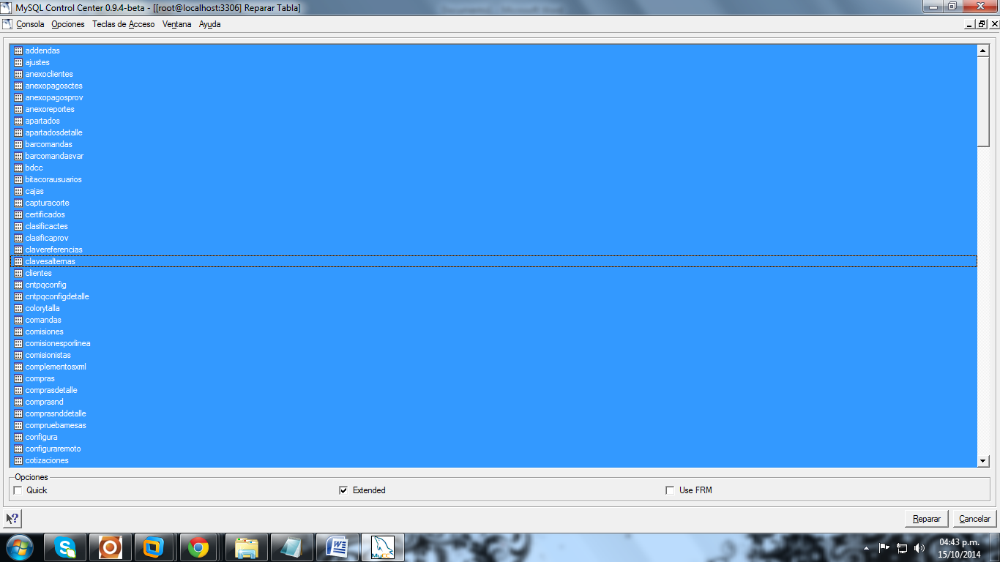 MySQL Control Center 0.9.4-beta - [[root@localhost:3306] Reparar Tabla]
Consola Opciones Teclas de Acceso Ventana Ayuda
addendas
ajustes
anexoclientes
anexopagosctes
anexopagosprov
anexoreportes
apartados
apartadosdetalle
barcomandas
barcomandasvar
bdcc
bitacorausuarios
cajas
capturacorte
certificados
clasificactes
clasificaprov
clavereferencias
clavesalternas
clientes
cntpqconfig
cntpqconfigdetalle
colorytalla
comandas
comisiones
comisionesporlinea
comisionistas
complementosxml
compras
comprasdetalle
comprasnd
comprasnddetalle
compruebamesas
configura
configuraremoto
cotizaciones
Opciones
Quick Extended Use FRM
Reparar Cancelar
MyCC
04:43 p.m.
15/10/2014